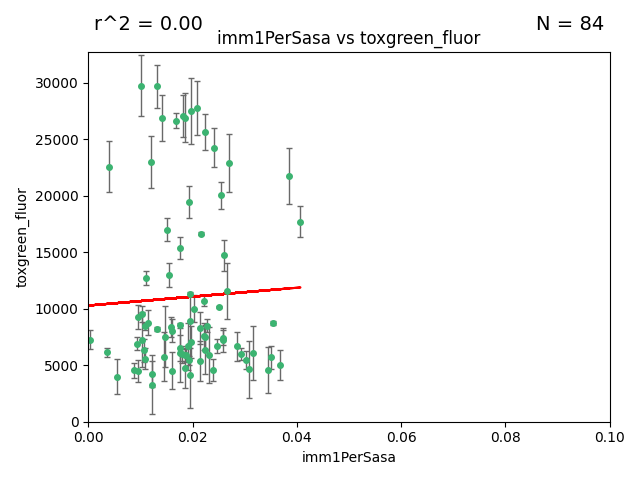 r^2 = 0.00
N = 84
imm1PerSasa vs toxgreen_fluor
toxgreen_fluor
30000
25000
20000
15000
10000
5000
0
0.00
0.02
0.04
0.06
0.08
0.10
imm1PerSasa